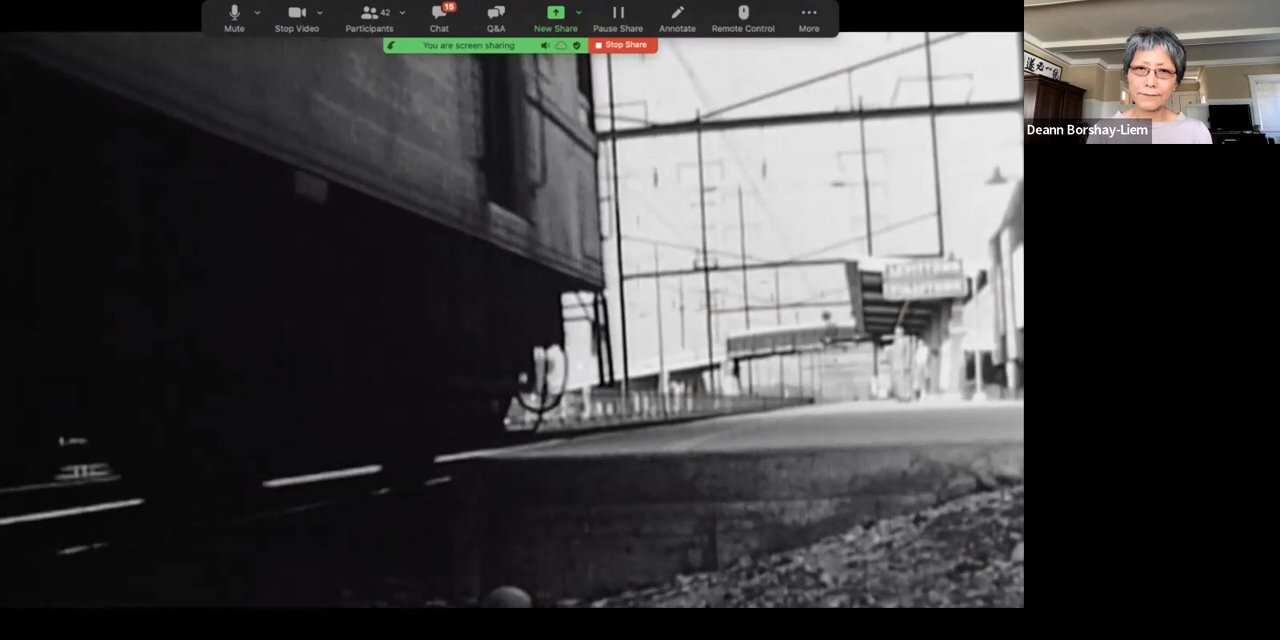 Mute
Stop Video
42
Participants
15
Chat
Q&A
New Share
Pause Share
Annotate
Remote Control
More
You are screen sharing
Stop Share
Deann Borshay-Liem